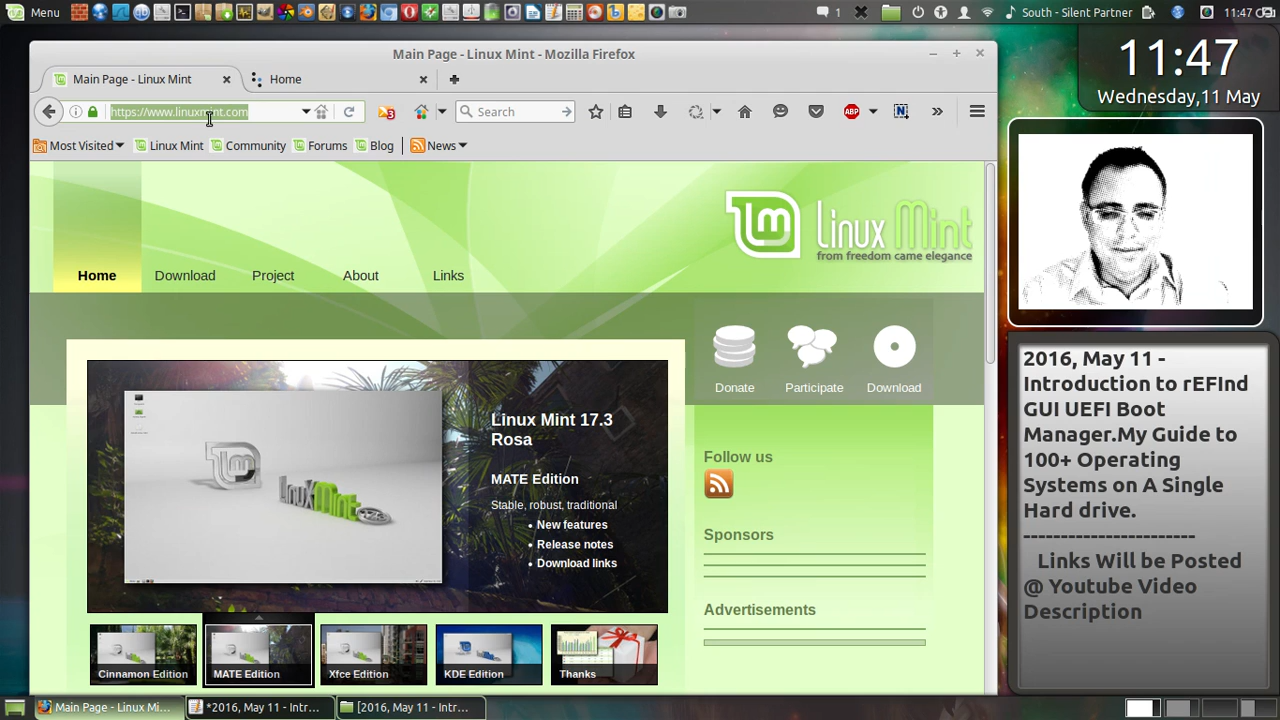 Menu
1
South - Silent Partner
11:47
Main Page - Linux Mint - Mozilla Firefox
Main Page - Linux Mint
Home
https://www.linuxmint.com
3
Search
ABP
Most Visited
Linux Mint
Community
Forums
Blog
News
Linux Mint
from freedom came elegance
Home
Download
Project
About
Links
Donate
Participate
Download
Linux Mint 17.3
Rosa
MATE Edition
Stable, robust, traditional
• New features
• Release notes
• Download links
Linux Mint
Cinnamon Edition
MATE Edition
Xfce Edition
KDE Edition
Thanks
Follow us
Sponsors
Advertisements
11:47
Wednesday,11 May
2016, May 11 -
Introduction to rEFInd
GUI UEFI Boot
Manager.My Guide to
100+ Operating
Systems on A Single
Hard drive.
------------------------
Links Will be Posted
@ Youtube Video
Description
Main Page - Linux Mi...
*2016, May 11 - Intr...
[2016, May 11 - Intr...